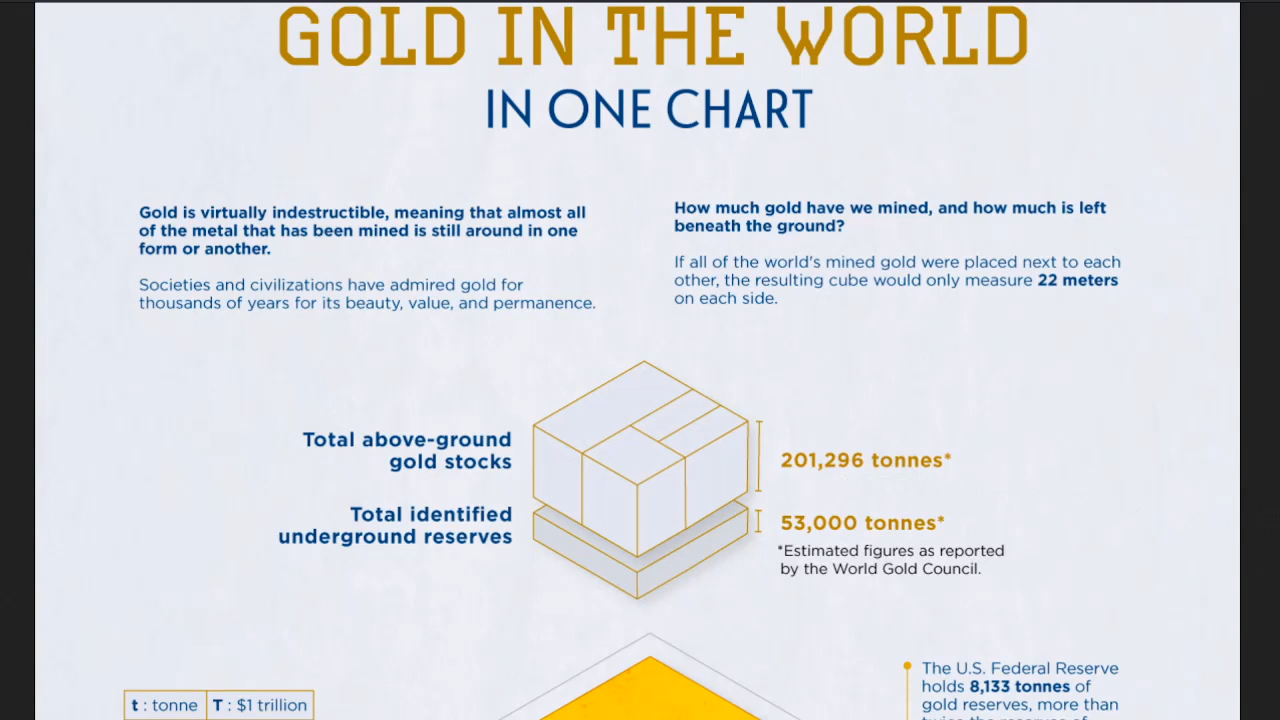 GOLD IN THE WORLD
IN ONE CHART
Gold is virtually indestructible, meaning that almost all
of the metal that has been mined is still around in one
form or another.
Societies and civilizations have admired gold for
thousands of years for its beauty, value, and permanence.
How much gold have we mined, and how much is left
beneath the ground?
If all of the world's mined gold were placed next to each
other, the resulting cube would only measure 22 meters
on each side.
Total above-ground
gold stocks
201,296 tonnes*
Total identified
underground reserves
53,000 tonnes*
*Estimated figures as reported
by the World Gold Council.
t : tonne
T : $1 trillion
The U.S. Federal Reserve
holds 8,133 tonnes of
gold reserves, more than
twice the reserves of